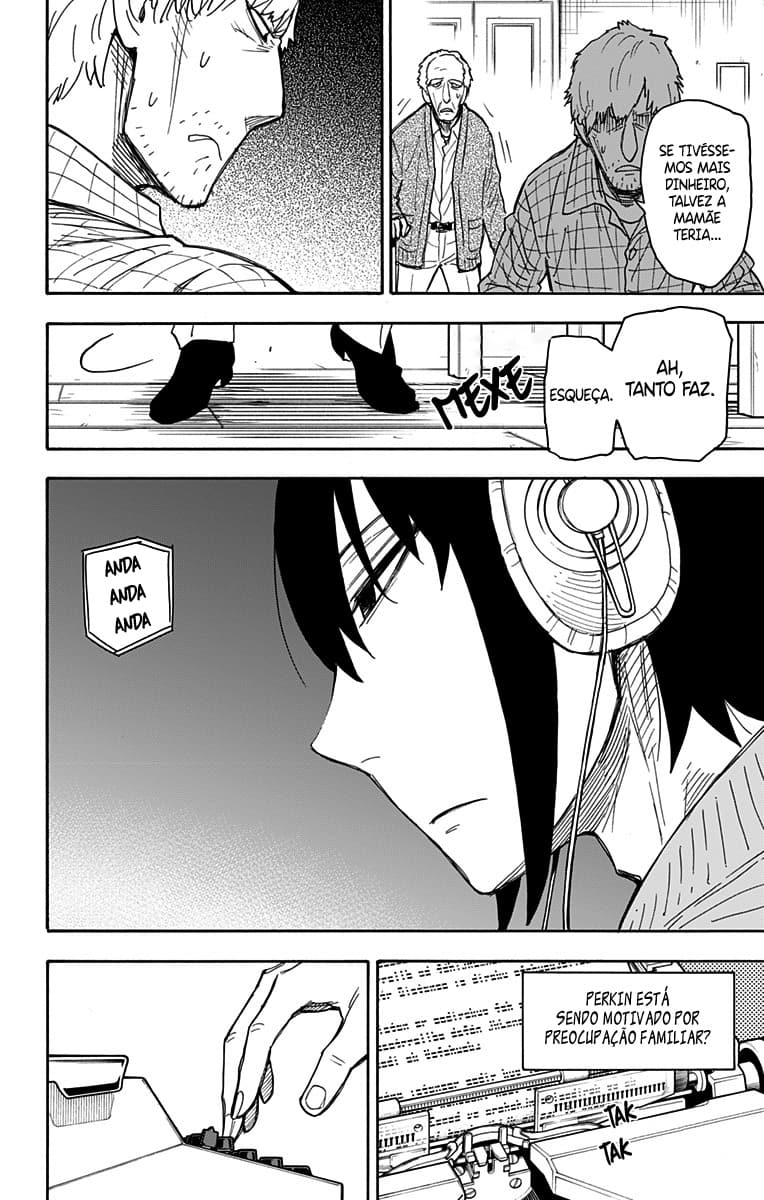 SE TIVÉSSE-
MOS MAIS
DINHEIRO,
TALVEZ A
MAMÃE
TERIA...
AH,
TANTO FAZ.
ESQUEÇA.
MEXE
ANDA
ANDA
ANDA
PERKIN ESTÁ
SENDO MOTIVADO POR
PREOCUPAÇÃO FAMILIAR?
TAK
TAK